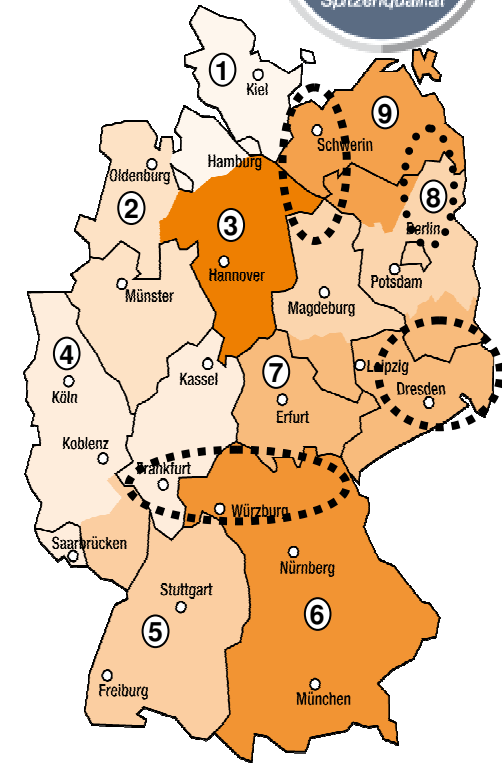 Spitzenqualität
1
Kiel
9
Schwerin
Hamburg
Oldenburg
2
8
3
Berlin
Hannover
Potsdam
Münster
Magdeburg
4
7
Leipzig
Kassel
Köln
Dresden
Erfurt
Koblenz
Frankfurt
Würzburg
Saarbrücken
Nürnberg
Stuttgart
6
5
Freiburg
München